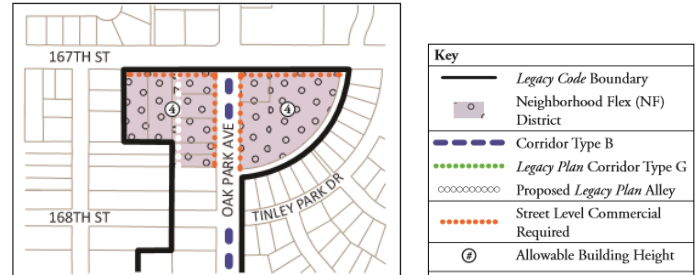 167TH ST
4
4
OAK PARK AVE
TINLEY PARK DR
168TH ST
Key
Legacy Code Boundary
Neighborhood Flex (NF)
District
Corridor Type B
Legacy Plan Corridor Type G
Proposed Legacy Plan Alley
Street Level Commercial
Required
# Allowable Building Height